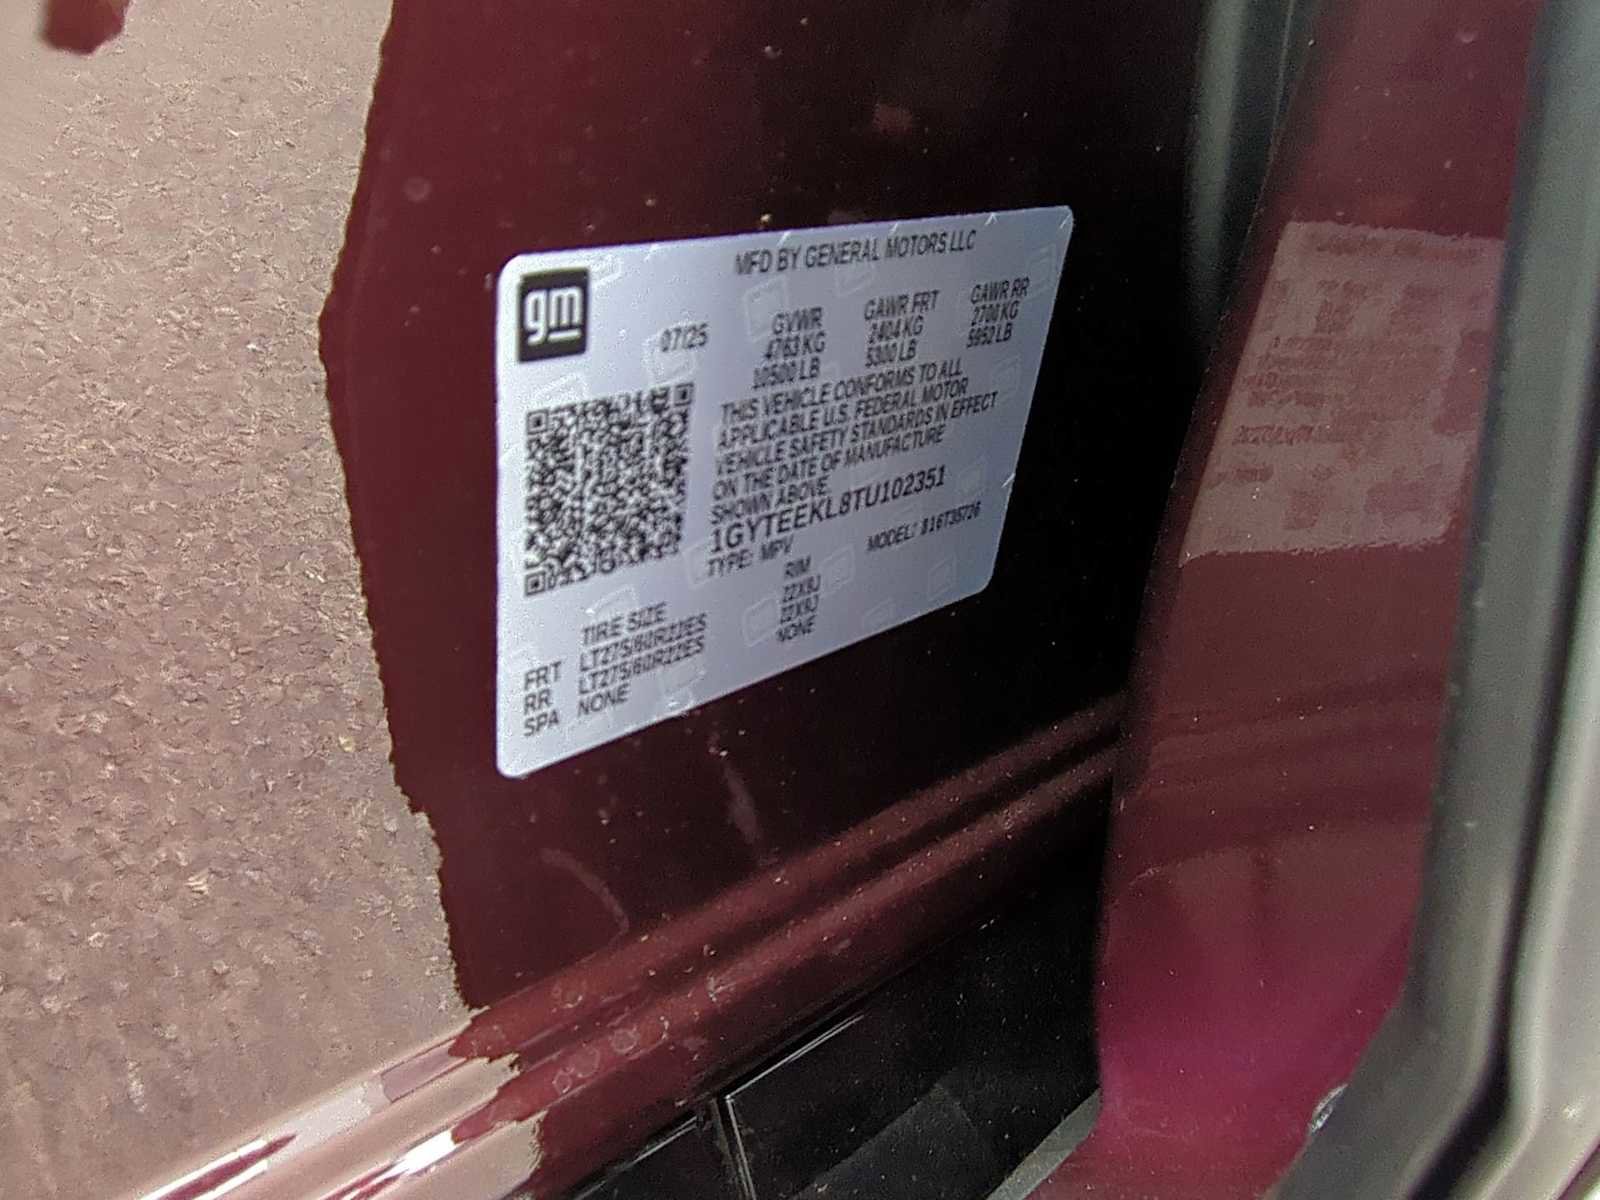 MFD BY GENERAL MOTORS LLC
gm
07/25
GVWR
4763 KG
10500 LB
GAWR FRT
2404 KG
5300 LB
GAWR RR
2700 KG
5952 LB
THIS VEHICLE CONFORMS TO ALL
APPLICABLE U.S. FEDERAL MOTOR
VEHICLE SAFETY STANDARDS IN EFFECT
ON THE DATE OF MANUFACTURE
SHOWN ABOVE
1GYTEEKL8TU102351
TYPE: MPV MODEL:
TIRE SIZE RIM
FRT LT275/60R22ES 22X9J
RR LT275/60R22ES 22X9J
SPA NONE NONE